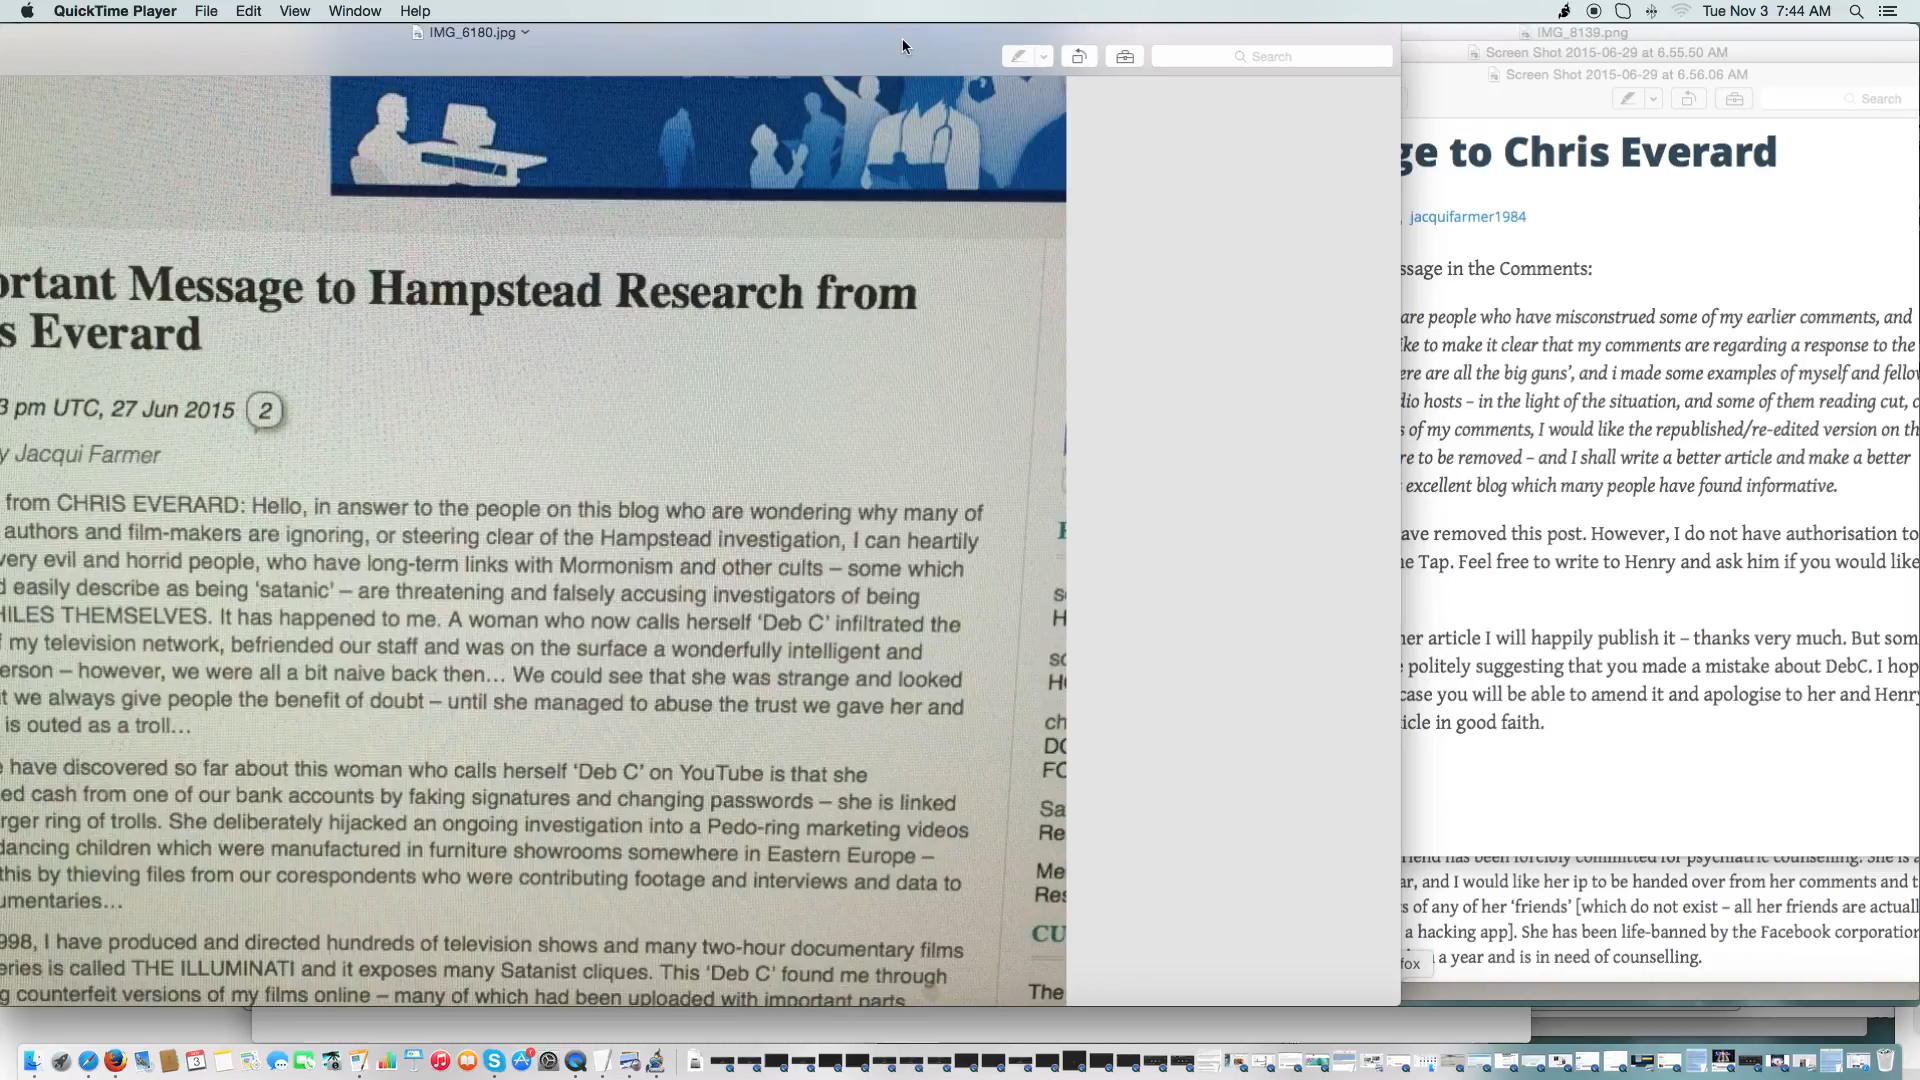 QuickTime Player File Edit View Window Help
Tue Nov 3 7:44 AM
IMG_6180.jpg
Search
ortant Message to Hampstead Research from
s Everard
3 pm UTC, 27 Jun 2015 2
y Jacqui Farmer
from CHRIS EVERARD: Hello, in answer to the people on this blog who are wondering why many of
authors and film-makers are ignoring, or steering clear of the Hampstead investigation, I can heartily
very evil and horrid people, who have long-term links with Mormonism and other cults – some which
d easily describe as being 'satanic' – are threatening and falsely accusing investigators of being
HILES THEMSELVES. It has happened to me. A woman who now calls herself 'Deb C' infiltrated the
f my television network, befriended our staff and was on the surface a wonderfully intelligent and
erson – however, we were all a bit naive back then... We could see that she was strange and looked
t we always give people the benefit of doubt – until she managed to abuse the trust we gave her and
is outed as a troll...
e have discovered so far about this woman who calls herself 'Deb C' on YouTube is that she
ed cash from one of our bank accounts by faking signatures and changing passwords – she is linked
rger ring of trolls. She deliberately hijacked an ongoing investigation into a Pedo-ring marketing videos
dancing children which were manufactured in furniture showrooms somewhere in Eastern Europe –
this by thieving files from our corespondents who were contributing footage and interviews and data to
umentaries...
998, I have produced and directed hundreds of television shows and many two-hour documentary films
eries is called THE ILLUMINATI and it exposes many Satanist cliques. This 'Deb C' found me through
g counterfeit versions of my films online – many of which had been uploaded with important parts
s
H
sc
H
ch
DO
FC
Sa
Re
Me
Res
CU
The
IMG_8139.png
Screen Shot 2015-06-29 at 6.55.50 AM
Screen Shot 2015-06-29 at 6.56.06 AM
Search
ge to Chris Everard
jacquifarmer1984
ssage in the Comments:
are people who have misconstrued some of my earlier comments, and
ke to make it clear that my comments are regarding a response to the
ere are all the big guns', and i made some examples of myself and fello
dio hosts – in the light of the situation, and some of them reading cut, c
s of my comments, I would like the republished/re-edited version on th
re to be removed – and I shall write a better article and make a better
excellent blog which many people have found informative.
ave removed this post. However, I do not have authorisation to
e Tap. Feel free to write to Henry and ask him if you would like
her article I will happily publish it – thanks very much. But som
e politely suggesting that you made a mistake about DebC. I hop
case you will be able to amend it and apologise to her and Henry
icle in good faith.
riend has been forcibly committed for psychiatric counselling. She is a
ar, and I would like her ip to be handed over from her comments and t
s of any of her 'friends' [which do not exist – all her friends are actuall
a hacking app]. She has been life-banned by the Facebook corporation
a year and is in need of counselling.
fox